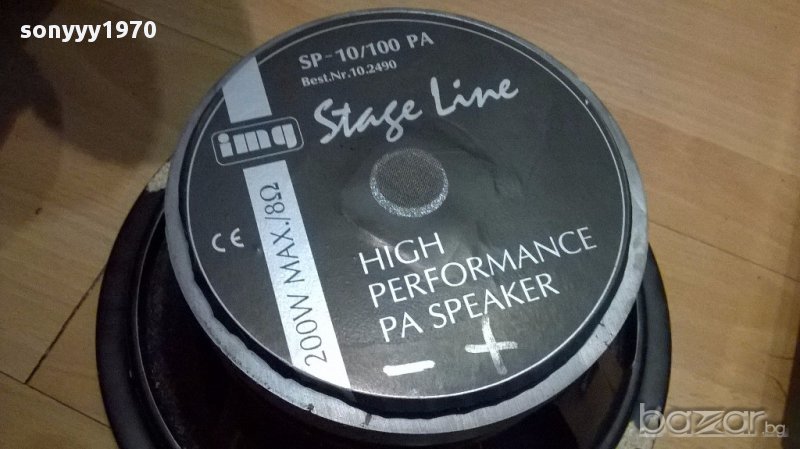 sonyyy1970
SP-10/100 PA
Best.Nr.10.2490
img
Stage Line
CE
200W MAX./8Ω
HIGH
PERFORMANCE
PA SPEAKER
- +
bazar.bg